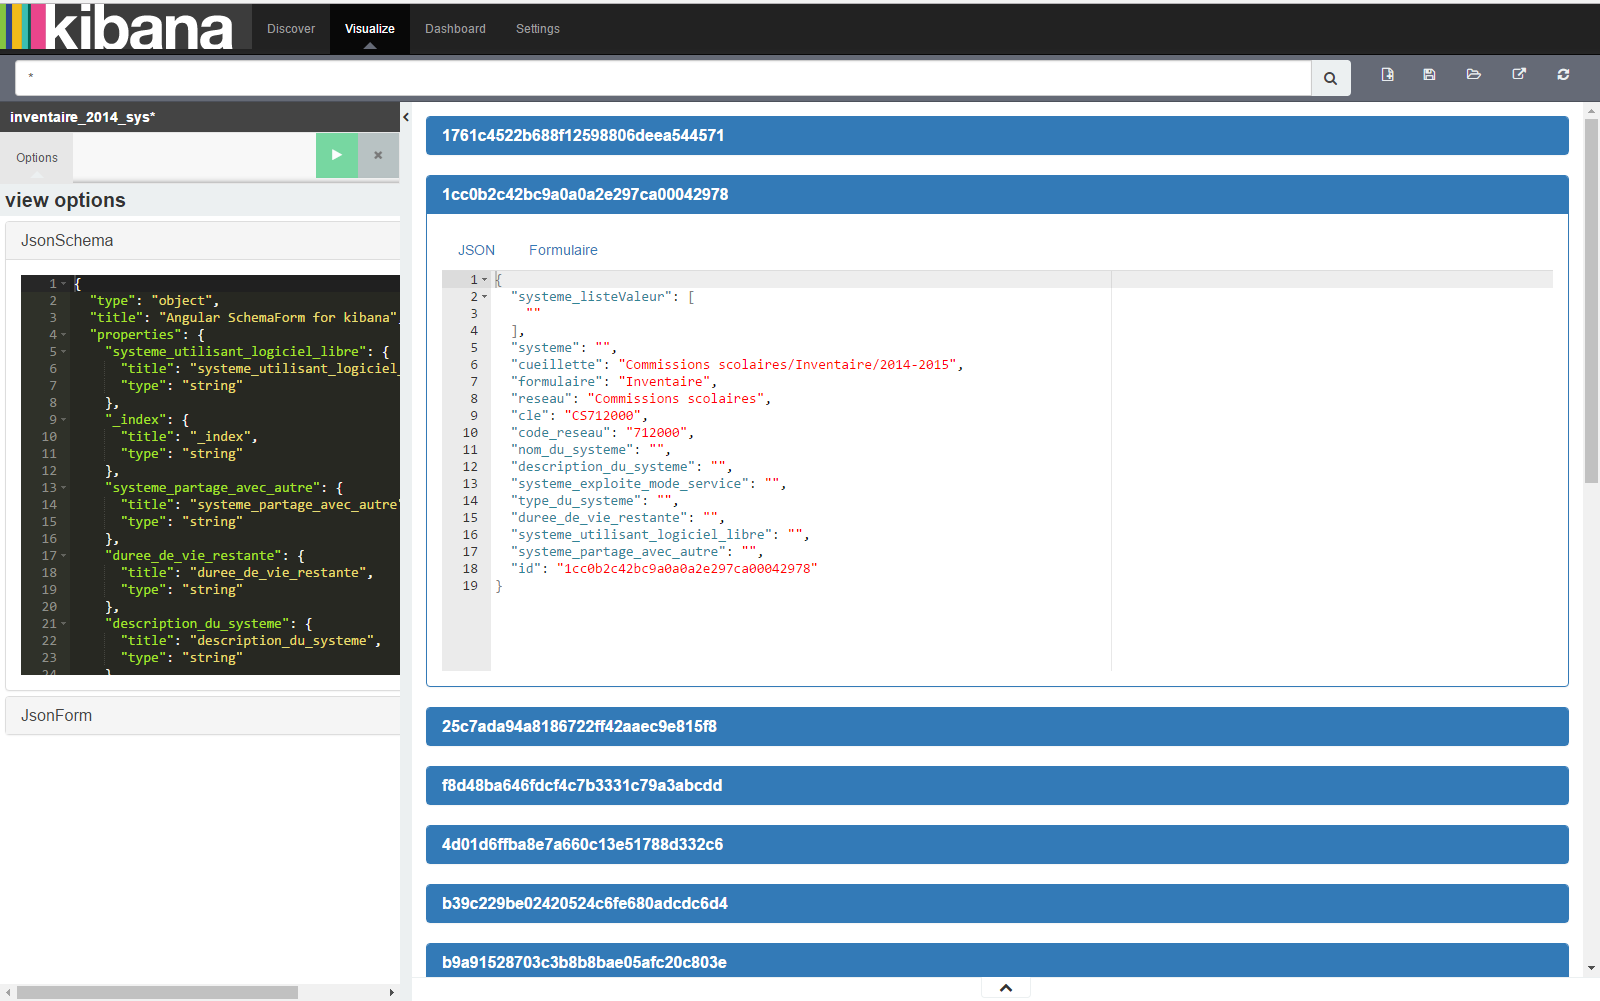 kibana
Discover
Visualize
Dashboard
Settings
*
inventaire_2014_sys*
Options
view options
JsonSchema
1 {
2 "type": "object",
3 "title": "Angular SchemaForm for kibana",
4 "properties": {
5 "systeme_utilisant_logiciel_libre": {
6 "title": "systeme_utilisant_logiciel_
7 "type": "string"
8 },
9 "_index": {
10 "title": "_index",
11 "type": "string"
12 },
13 "systeme_partage_avec_autre": {
14 "title": "systeme_partage_avec_autre"
15 "type": "string"
16 },
17 "duree_de_vie_restante": {
18 "title": "duree_de_vie_restante",
19 "type": "string"
20 },
21 "description_du_systeme": {
22 "title": "description_du_systeme",
23 "type": "string"
24 }
JsonForm
1761c4522b688f12598806deea544571
1cc0b2c42bc9a0a0a2e297ca00042978
JSON
Formulaire
1 {
2 "systeme_listeValeur": [
3 ""
4 ],
5 "systeme": "",
6 "cueillette": "Commissions scolaires/Inventaire/2014-2015",
7 "formulaire": "Inventaire",
8 "reseau": "Commissions scolaires",
9 "cle": "CS712000",
10 "code_reseau": "712000",
11 "nom_du_systeme": "",
12 "description_du_systeme": "",
13 "systeme_exploite_mode_service": "",
14 "type_du_systeme": "",
15 "duree_de_vie_restante": "",
16 "systeme_utilisant_logiciel_libre": "",
17 "systeme_partage_avec_autre": "",
18 "id": "1cc0b2c42bc9a0a0a2e297ca00042978"
19 }
25c7ada94a8186722ff42aaec9e815f8
f8d48ba646fdcf4c7b3331c79a3abcdd
4d01d6ffba8e7a660c13e51788d332c6
b39c229be02420524c6fe680adcdc6d4
b9a91528703c3b8b8bae05afc20c803e